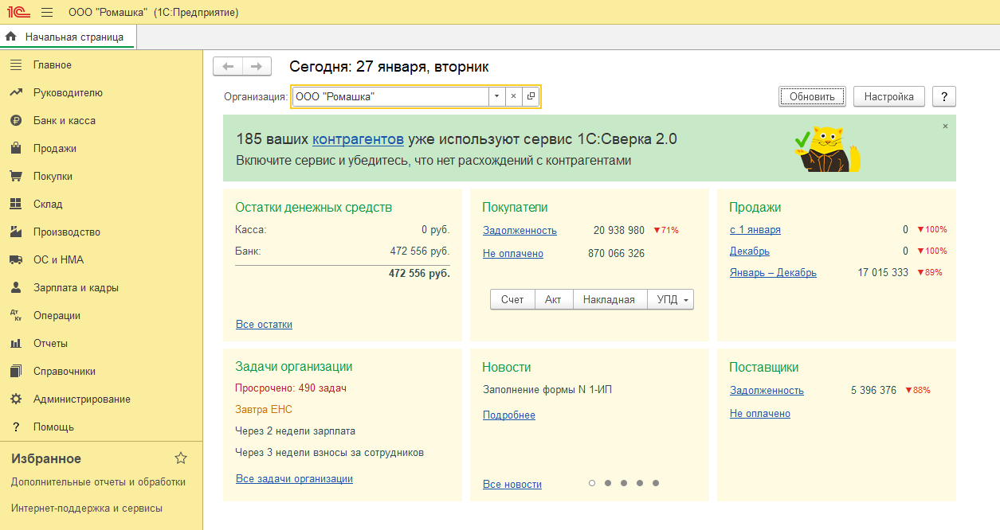 1С ООО "Ромашка" (1С:Предприятие)
Начальная страница
Главное
Руководителю
Банк и касса
Продажи
Покупки
Склад
Производство
ОС и НМА
Зарплата и кадры
Дт Кт Операции
Отчеты
Справочники
Администрирование
? Помощь
Избранное
Дополнительные отчеты и обработки
Интернет-поддержка и сервисы
Сегодня: 27 января, вторник
Организация: ООО "Ромашка" Обновить Настройка ?
185 ваших контрагентов уже используют сервис 1С:Сверка 2.0
Включите сервис и убедитесь, что нет расхождений с контрагентами
Остатки денежных средств
Касса: 0 руб.
Банк: 472 556 руб.
472 556 руб.
Все остатки
Покупатели
Задолженность 20 938 980 ▼71%
Не оплачено 870 066 326
Счет Акт Накладная УПД
Продажи
с 1 января 0 ▼100%
Декабрь 0 ▼100%
Январь – Декабрь 17 015 333 ▼89%
Задачи организации
Просрочено: 490 задач
Завтра ЕНС
Через 2 недели зарплата
Через 3 недели взносы за сотрудников
Все задачи организации
Новости
Заполнение формы N 1-ИП
Подробнее
Все новости
Поставщики
Задолженность 5 396 376 ▼88%
Не оплачено